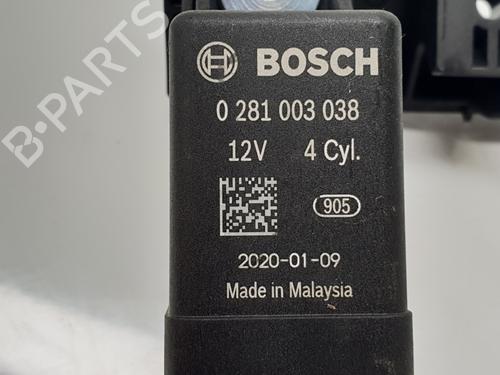 BOSCH
0 281 003 038
12V 4 Cyl.
905
2020-01-09
Made in Malaysia
B-PARTS